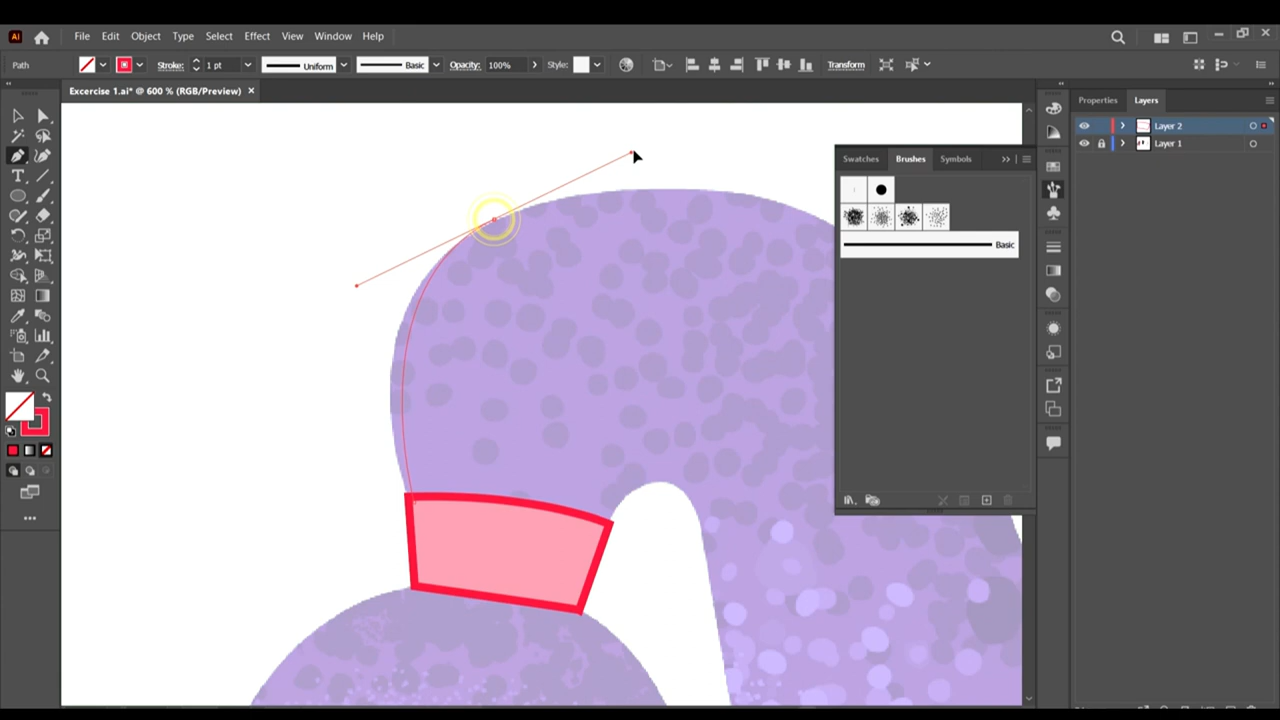 Ai File Edit Object Type Select Effect View Window Help
Path Stroke: 1 pt Uniform Basic Opacity: 100% Style: Transform
Excercise 1.ai* @ 600 % (RGB/Preview) ×
Properties Layers
Layer 2
Layer 1
Swatches Brushes Symbols
Basic